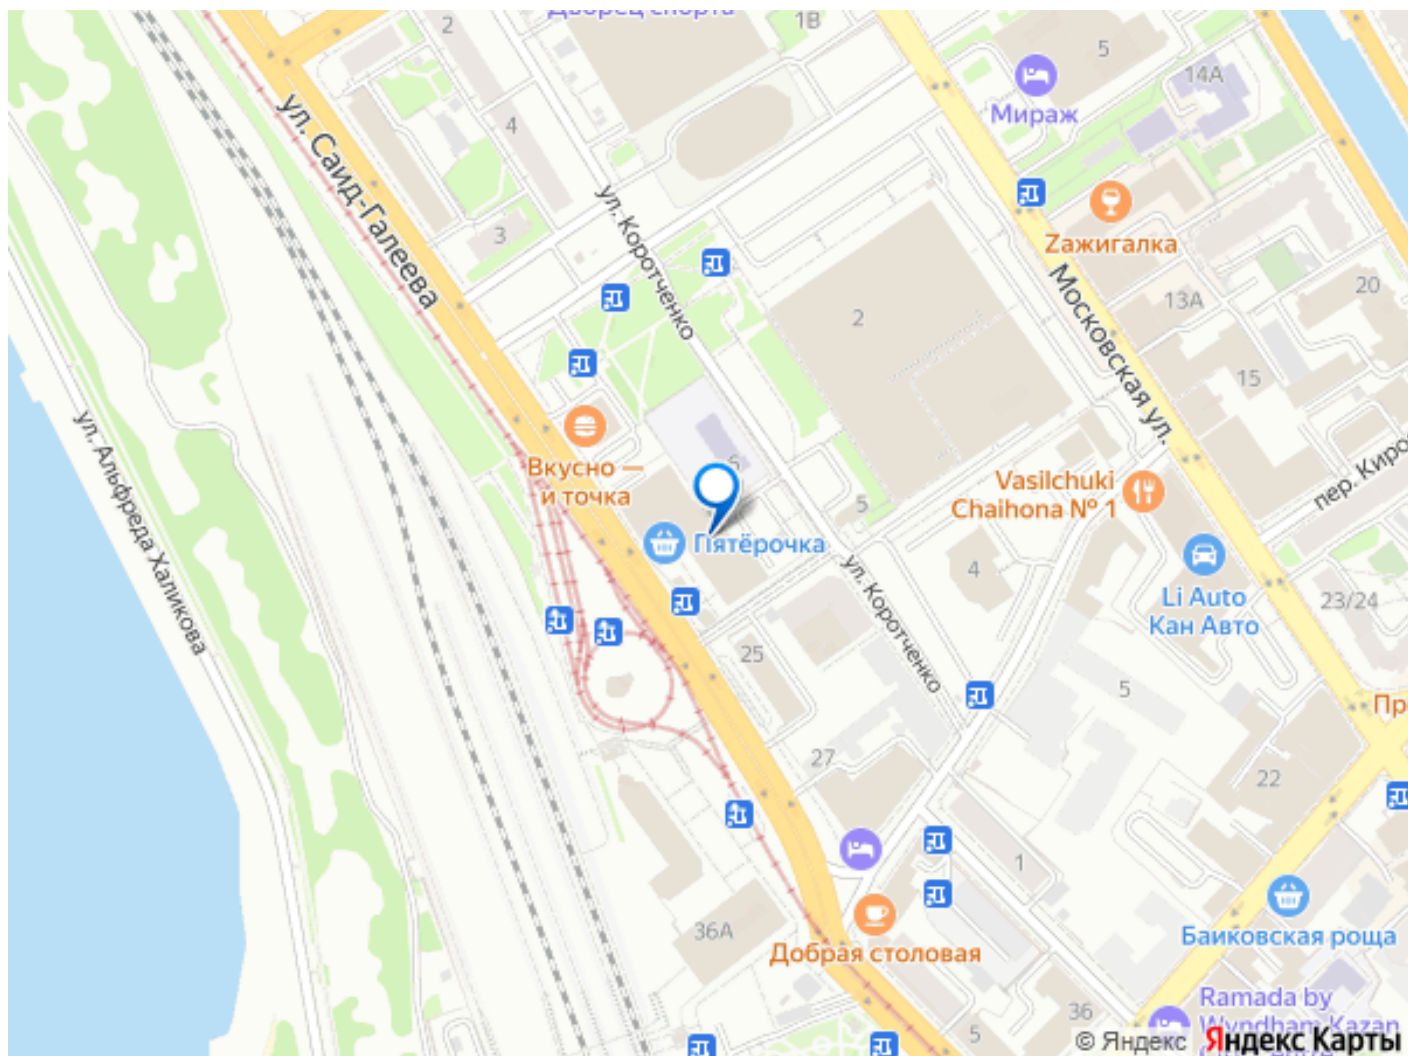 Дворец спорта
2
1В
5
14А
Мираж
4
ул. Саид-Галеева
ул. Коротченко
Zажигалка
3
Московская ул.
13А
20
2
15
ул. Альфреда Халикова
Вкусно —
и точка
6
Vasilchuki
Chaihona № 1
пер. Киро
5
Пятёрочка
ул. Коротченко
4
Li Auto
Кан Авто
23/24
25
5
Пр
27
22
1
36А
Добрая столовая
Баиковская роща
36
5
Ramada by
Wyndham Kazan
© Яндекс Яндекс Карты